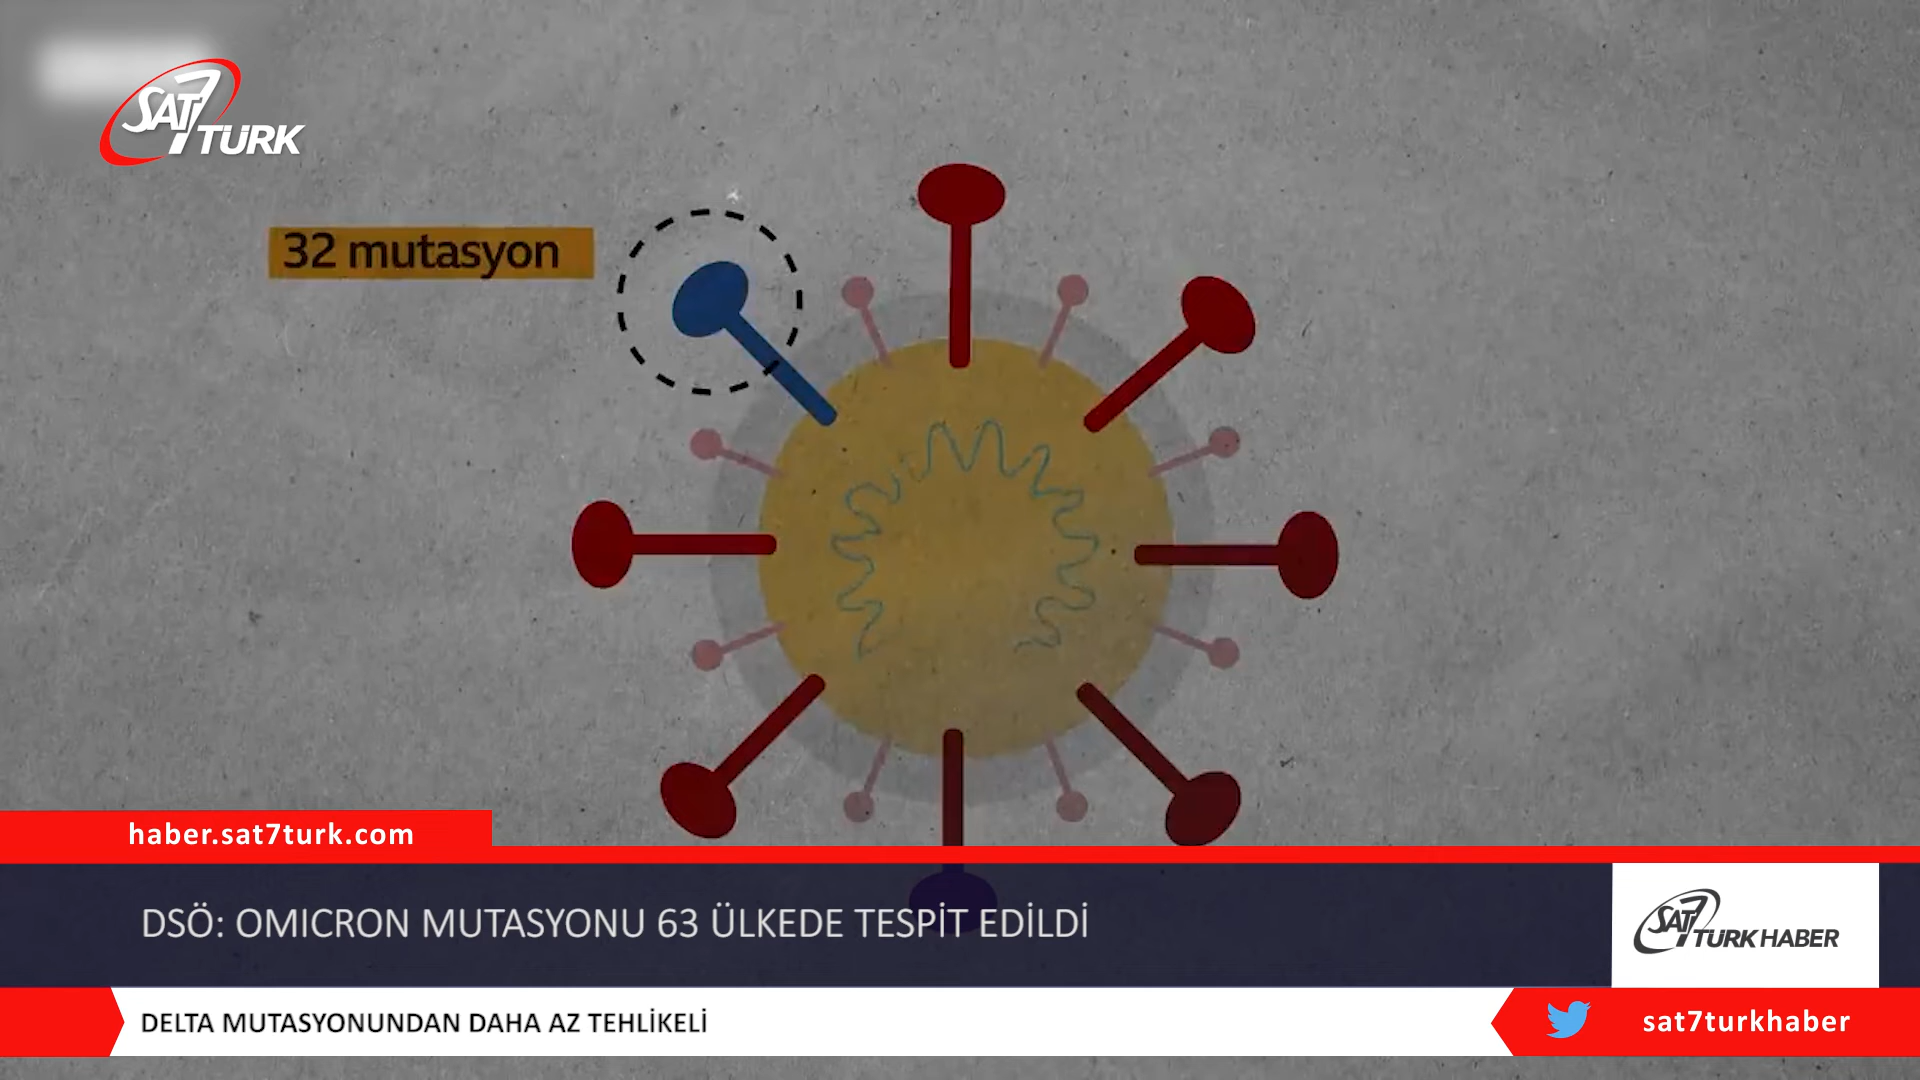 SAT7 TÜRK
32 mutasyon
haber.sat7turk.com
DSÖ: OMICRON MUTASYONU 63 ÜLKEDE TESPİT EDİLDİ
SAT7 TÜRK HABER
DELTA MUTASYONUNDAN DAHA AZ TEHLİKELİ
sat7turkhaber